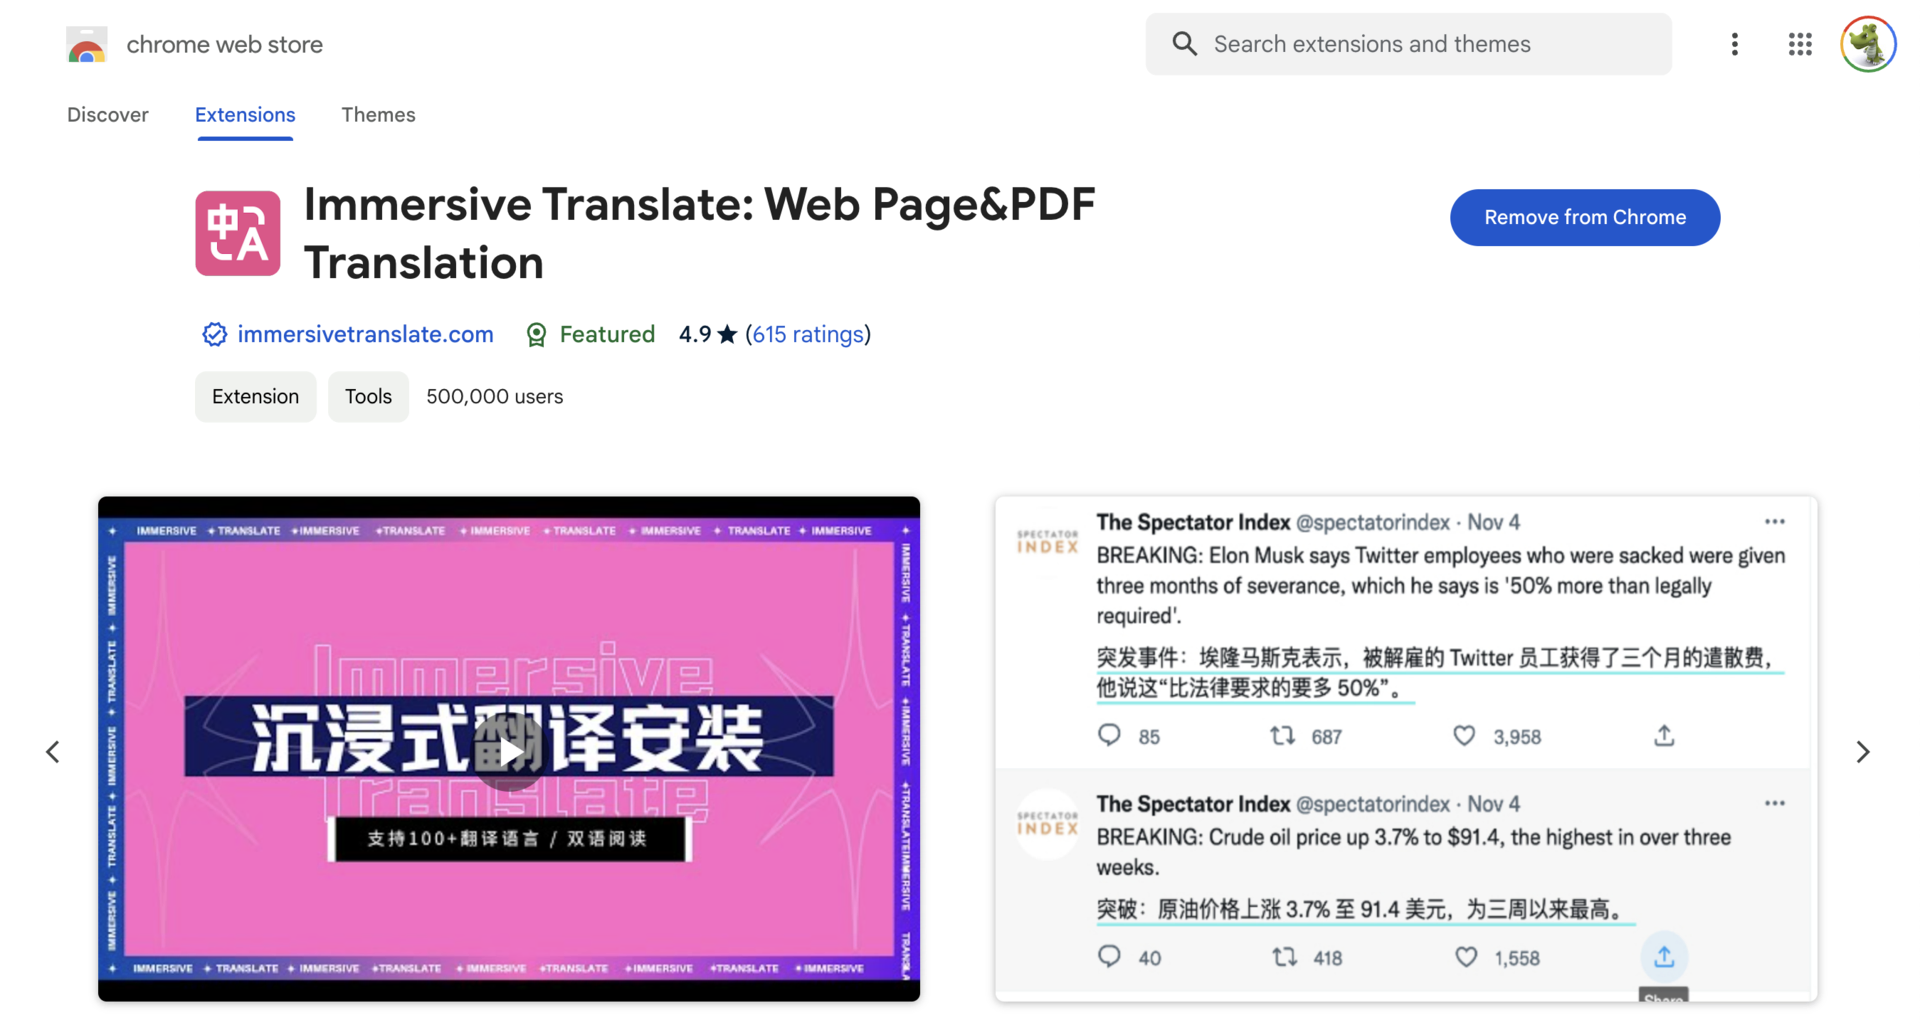 chrome web store
Search extensions and themes
Discover
Extensions
Themes
Immersive Translate: Web Page&PDF
Translation
Remove from Chrome
immersivetranslate.com
Featured
4.9 ★ (615 ratings)
Extension
Tools
500,000 users
IMMERSIVE TRANSLATE IMMERSIVE TRANSLATE IMMERSIVE TRANSLATE IMMERSIVE TRANSLATE IMMERSIVE
IMMERSIVE TRANSLATE IMMERSIVE TRANSLATE IMMERSIVE
Immersive
沉浸式翻译安装
Translate
支持100+翻译语言 / 双语阅读
IMMERSIVE TRANSLATE IMMERSIVE TRANSLATEIMMERSIVE
IMMERSIVE TRANSLATE IMMERSIVE TRANSLATE IMMERSIVE TRANSLATE IMMERSIVE TRANSLATE IMMERSIVE
SPECTATOR
INDEX
The Spectator Index @spectatorindex · Nov 4
BREAKING: Elon Musk says Twitter employees who were sacked were given
three months of severance, which he says is '50% more than legally
required'.
突发事件：埃隆马斯克表示，被解雇的 Twitter 员工获得了三个月的遣散费，
他说这“比法律要求的要多 50%”。
85
687
3,958
SPECTATOR
INDEX
The Spectator Index @spectatorindex · Nov 4
BREAKING: Crude oil price up 3.7% to $91.4, the highest in over three
weeks.
突破：原油价格上涨 3.7% 至 91.4 美元，为三周以来最高。
40
418
1,558
Share